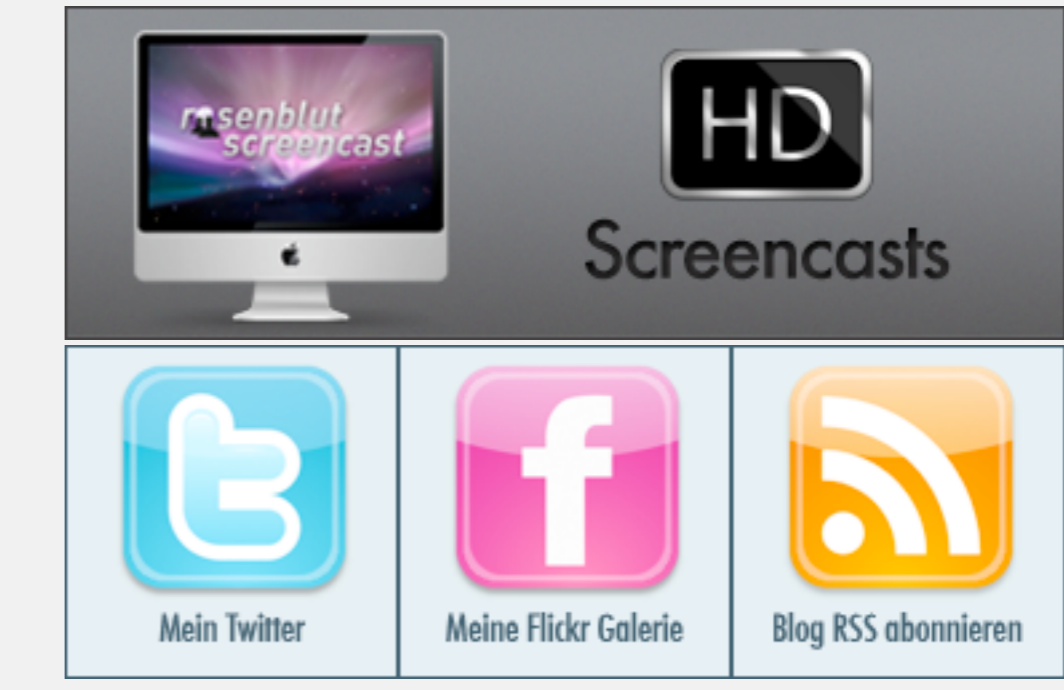 rosenblut
screencast
HD
Screencasts
t
f
Mein Twitter
Meine Flickr Galerie
Blog RSS abonnieren